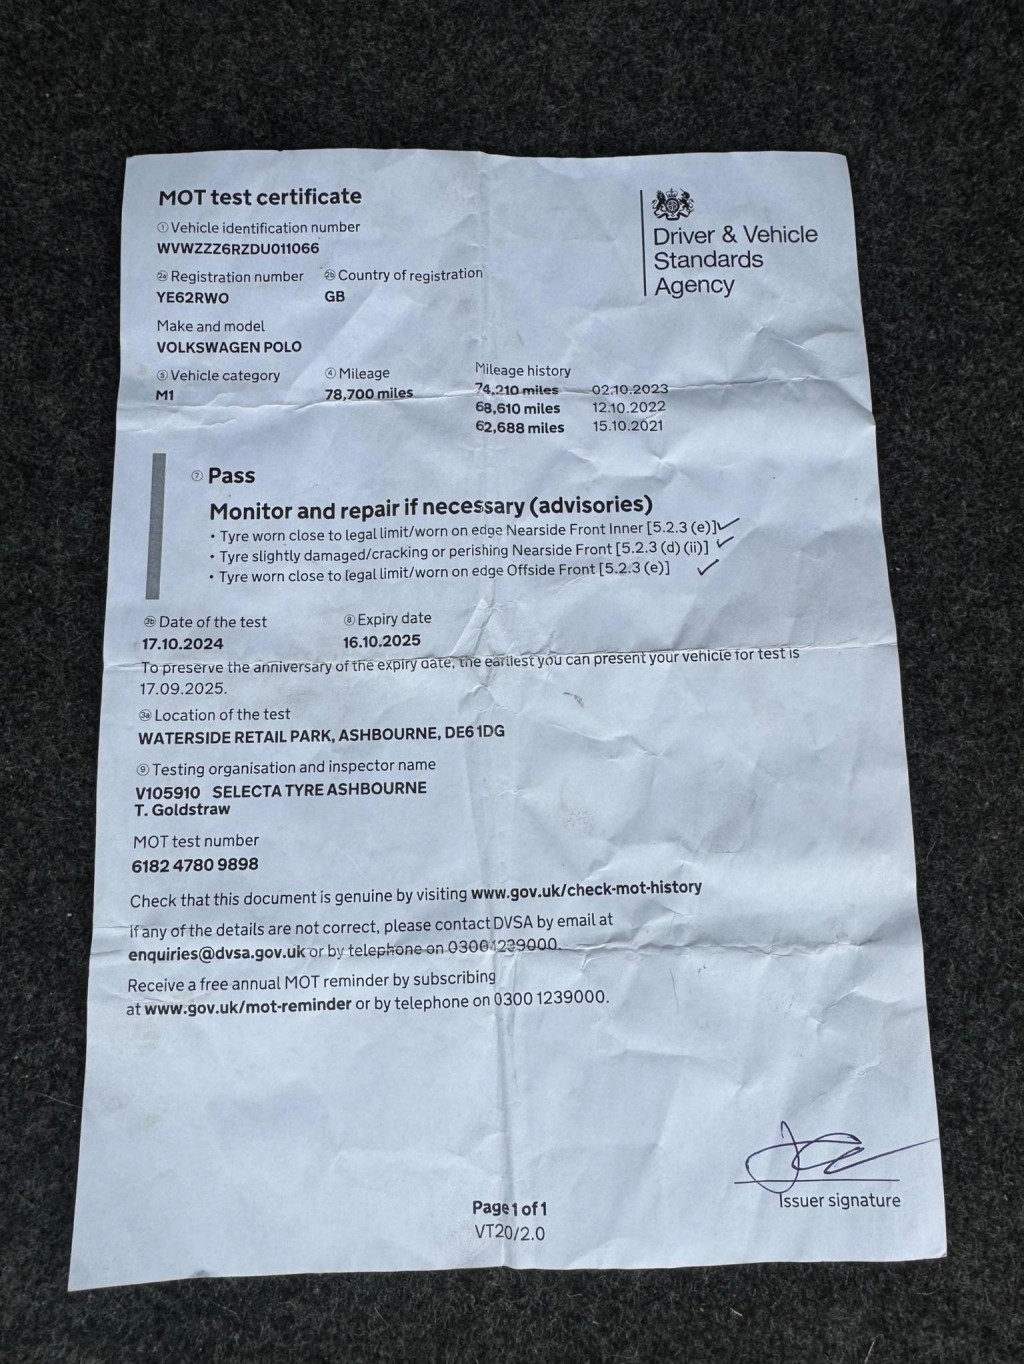 MOT test certificate
① Vehicle identification number
WVWZZZ6RZDU011066
Driver & Vehicle
Standards
Agency
2a Registration number 2b Country of registration
YE62RWO GB
Make and model
VOLKSWAGEN POLO
⑤ Vehicle category ④ Mileage Mileage history
M1 78,700 miles 74,210 miles 02.10.2023
68,610 miles 12.10.2022
62,688 miles 15.10.2021
⑦ Pass
Monitor and repair if necessary (advisories)
• Tyre worn close to legal limit/worn on edge Nearside Front Inner [5.2.3 (e)] ✓
• Tyre slightly damaged/cracking or perishing Nearside Front [5.2.3 (d) (ii)] ✓
• Tyre worn close to legal limit/worn on edge Offside Front [5.2.3 (e)] ✓
3b Date of the test ⑧ Expiry date
17.10.2024 16.10.2025
To preserve the anniversary of the expiry date, the earliest you can present your vehicle for test is
17.09.2025.
3a Location of the test
WATERSIDE RETAIL PARK, ASHBOURNE, DE6 1DG
⑨ Testing organisation and inspector name
V105910 SELECTA TYRE ASHBOURNE
T. Goldstraw
MOT test number
6182 4780 9898
Check that this document is genuine by visiting www.gov.uk/check-mot-history
If any of the details are not correct, please contact DVSA by email at
enquiries@dvsa.gov.uk or by telephone on 0300 1239000.
Receive a free annual MOT reminder by subscribing
at www.gov.uk/mot-reminder or by telephone on 0300 1239000.
Issuer signature
Page 1 of 1
VT20/2.0